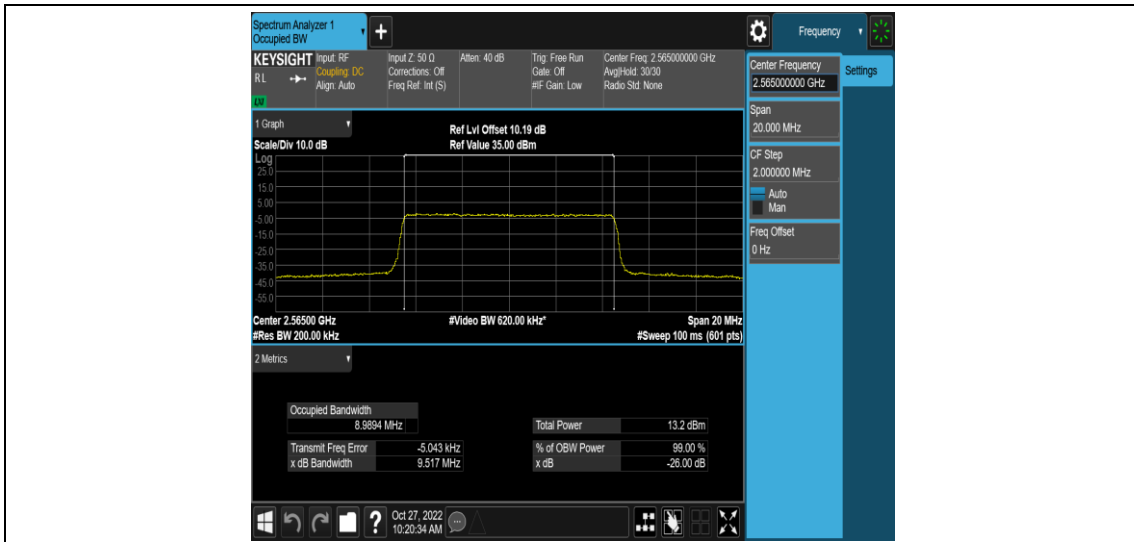 Spectrum Analyzer 1
Occupied BW
+
Frequency
KEYSIGHT
RL
LXI
Input: RF
Coupling: DC
Align: Auto
Input Z: 50 Ω
Corrections: Off
Freq Ref: Int (S)
Atten: 40 dB
Trig: Free Run
Gate: Off
#IF Gain: Low
Center Freq: 2.565000000 GHz
Avg|Hold: 30/30
Radio Std: None
Center Frequency
2.565000000 GHz
Settings
Span
20.000 MHz
CF Step
2.000000 MHz
Auto
Man
Freq Offset
0 Hz
1 Graph
Ref Lvl Offset 10.19 dB
Scale/Div 10.0 dB
Ref Value 35.00 dBm
Log
25.0
15.0
5.00
-5.00
-15.0
-25.0
-35.0
-45.0
-55.0
Center 2.56500 GHz
#Video BW 620.00 kHz*
Span 20 MHz
#Res BW 200.00 kHz
#Sweep 100 ms (601 pts)
2 Metrics
Occupied Bandwidth
8.9894 MHz
Total Power 13.2 dBm
Transmit Freq Error -5.043 kHz
% of OBW Power 99.00 %
x dB Bandwidth 9.517 MHz
x dB -26.00 dB
?
Oct 27, 2022
10:20:34 AM